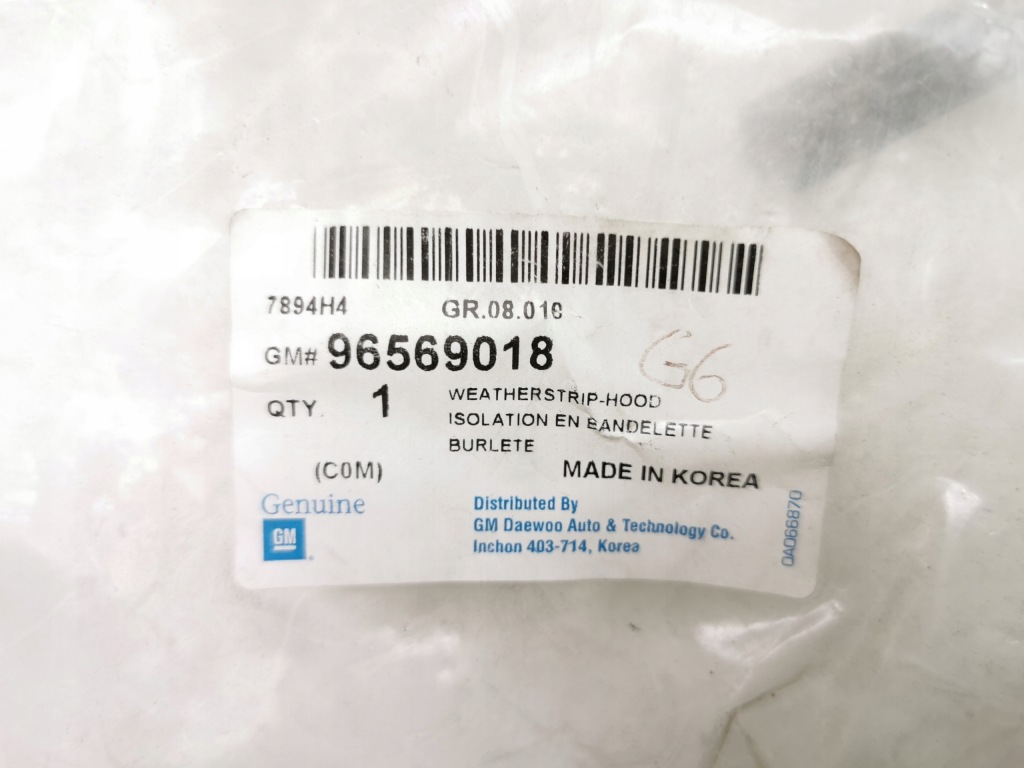 7894H4 GR.08.018
GM# 96569018
G6
QTY. 1 WEATHERSTRIP-HOOD
ISOLATION EN BANDELETTE
BURLETE
(C0M) MADE IN KOREA
Genuine
GM
Distributed By
GM Daewoo Auto & Technology Co.
Inchon 403-714, Korea
0A066870